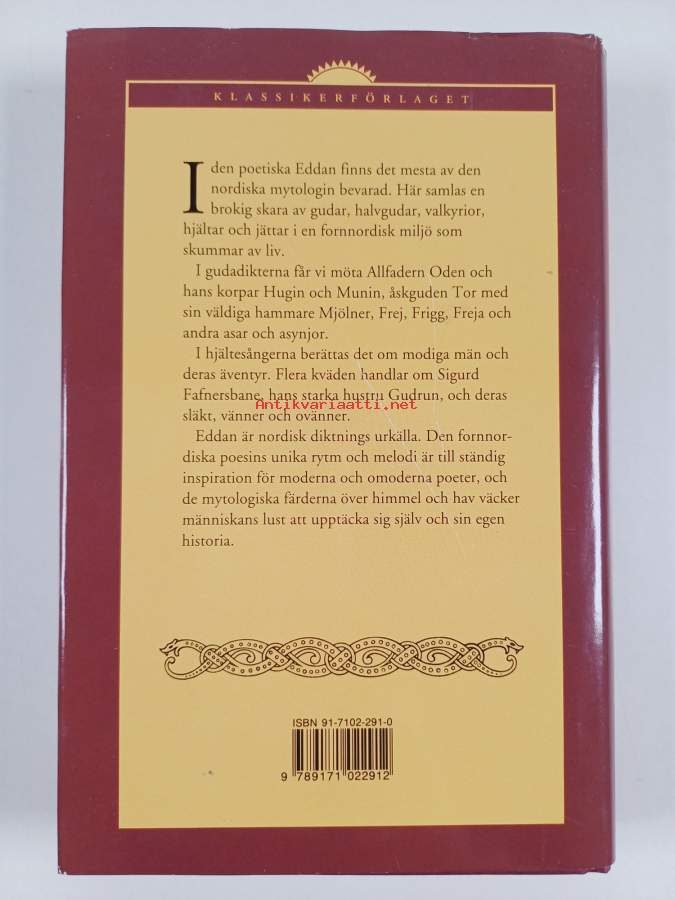 KLASSIKERFÖRLAGET
I den poetiska Eddan finns det mesta av den
nordiska mytologin bevarad. Här samlas en
brokig skara av gudar, halvgudar, valkyrior,
hjältar och jättar i en fornnordisk miljö som
skummar av liv.
I gudadikterna får vi möta Allfadern Oden och
hans korpar Hugin och Munin, åskguden Tor med
sin väldiga hammare Mjölner, Frej, Frigg, Freja och
andra asar och asynjor.
I hjältesångerna berättas det om modiga män och
deras äventyr. Flera kväden handlar om Sigurd
Fafnersbane, hans starka hustru Gudrun, och deras
Antikvariaatti.net
släkt, vänner och ovänner.
Eddan är nordisk diktnings urkälla. Den fornnor-
diska poesins unika rytm och melodi är till ständig
inspiration för moderna och omoderna poeter, och
de mytologiska färderna över himmel och hav väcker
människans lust att upptäcka sig själv och sin egen
historia.
ISBN 91-7102-291-0
9 789171 022912